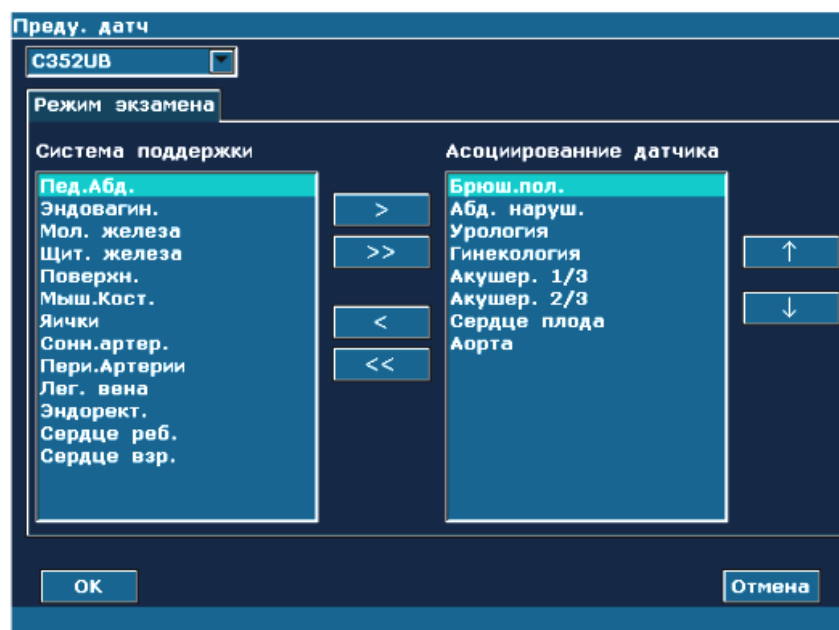 Преду. датч
C352UB
Режим экзамена
Система поддержки
Пед.Абд.
Эндовагин.
Мол. железа
Щит. железа
Поверхн.
Мыш.Кост.
Яички
Сонн.артер.
Пери.Артерии
Лег. вена
Эндорект.
Сердце реб.
Сердце взр.
>
>>
<
<<
Асоциированние датчика
Брюш.пол.
Абд. наруш.
Урология
Гинекология
Акушер. 1/3
Акушер. 2/3
Сердце плода
Аорта
↑
↓
OK
Отмена